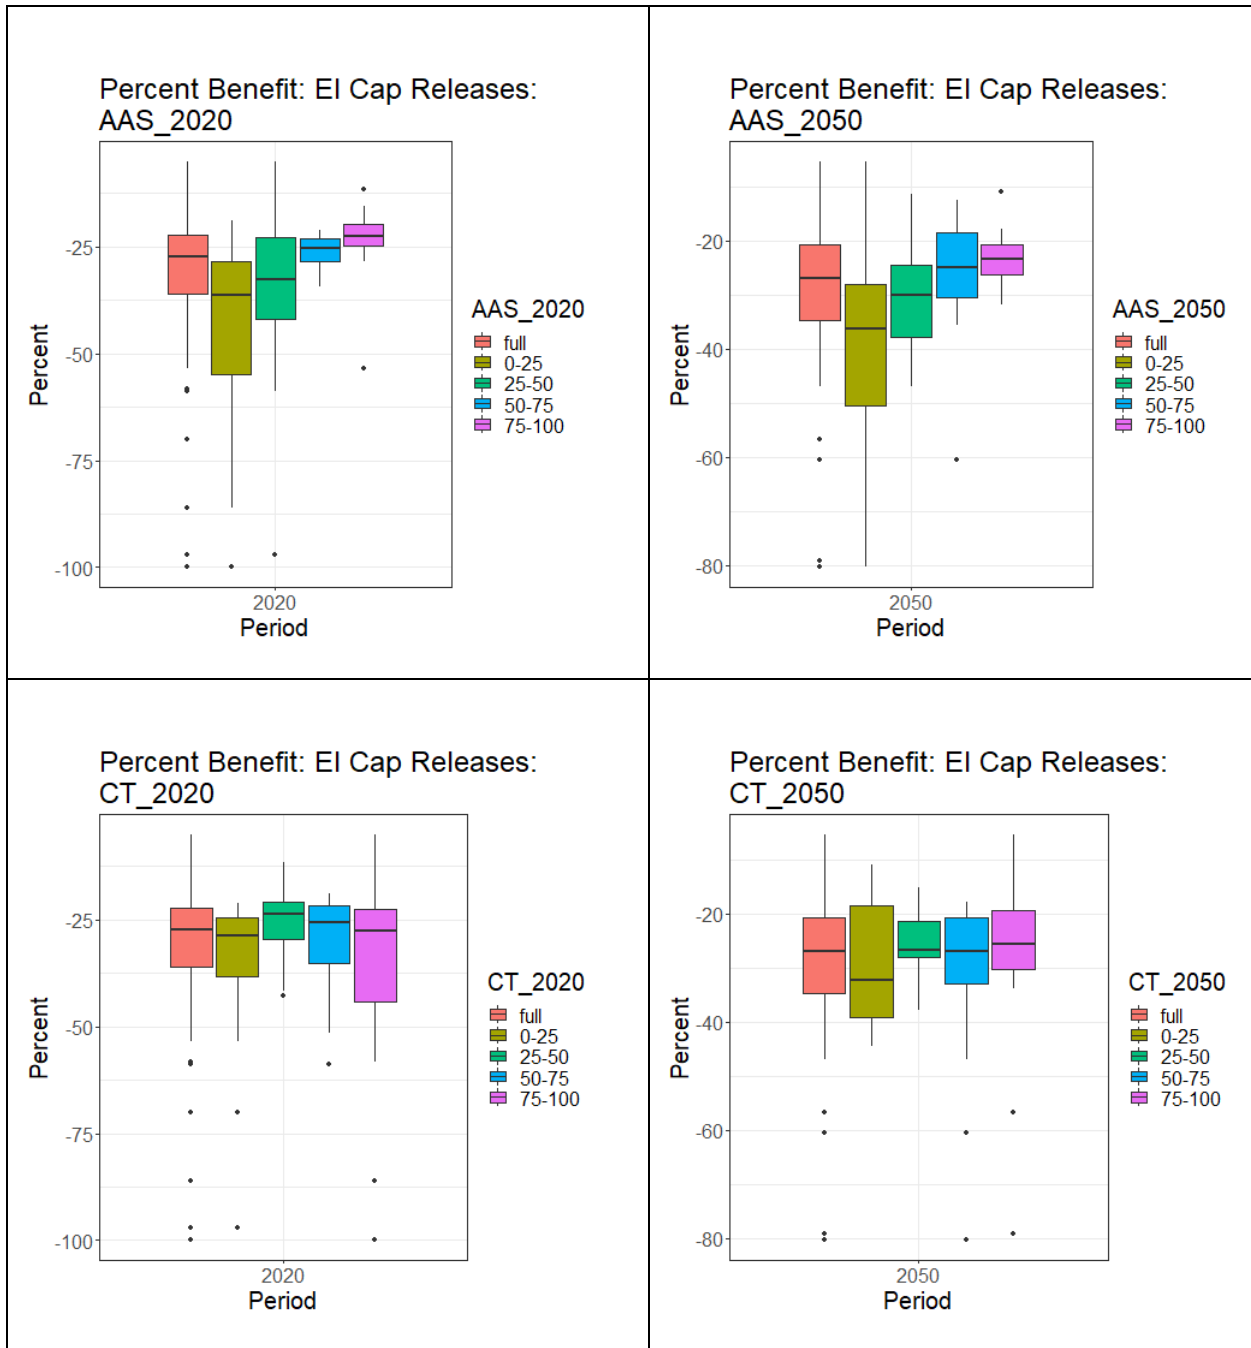 Percent Benefit: EI Cap Releases:
AAS_2020
Percent
-25
-50
-75
-100
2020
Period
AAS_2020
full
0-25
25-50
50-75
75-100
Percent Benefit: EI Cap Releases:
AAS_2050
Percent
-20
-40
-60
-80
2050
Period
AAS_2050
full
0-25
25-50
50-75
75-100
Percent Benefit: EI Cap Releases:
CT_2020
Percent
-25
-50
-75
-100
2020
Period
CT_2020
full
0-25
25-50
50-75
75-100
Percent Benefit: EI Cap Releases:
CT_2050
Percent
-20
-40
-60
-80
2050
Period
CT_2050
full
0-25
25-50
50-75
75-100